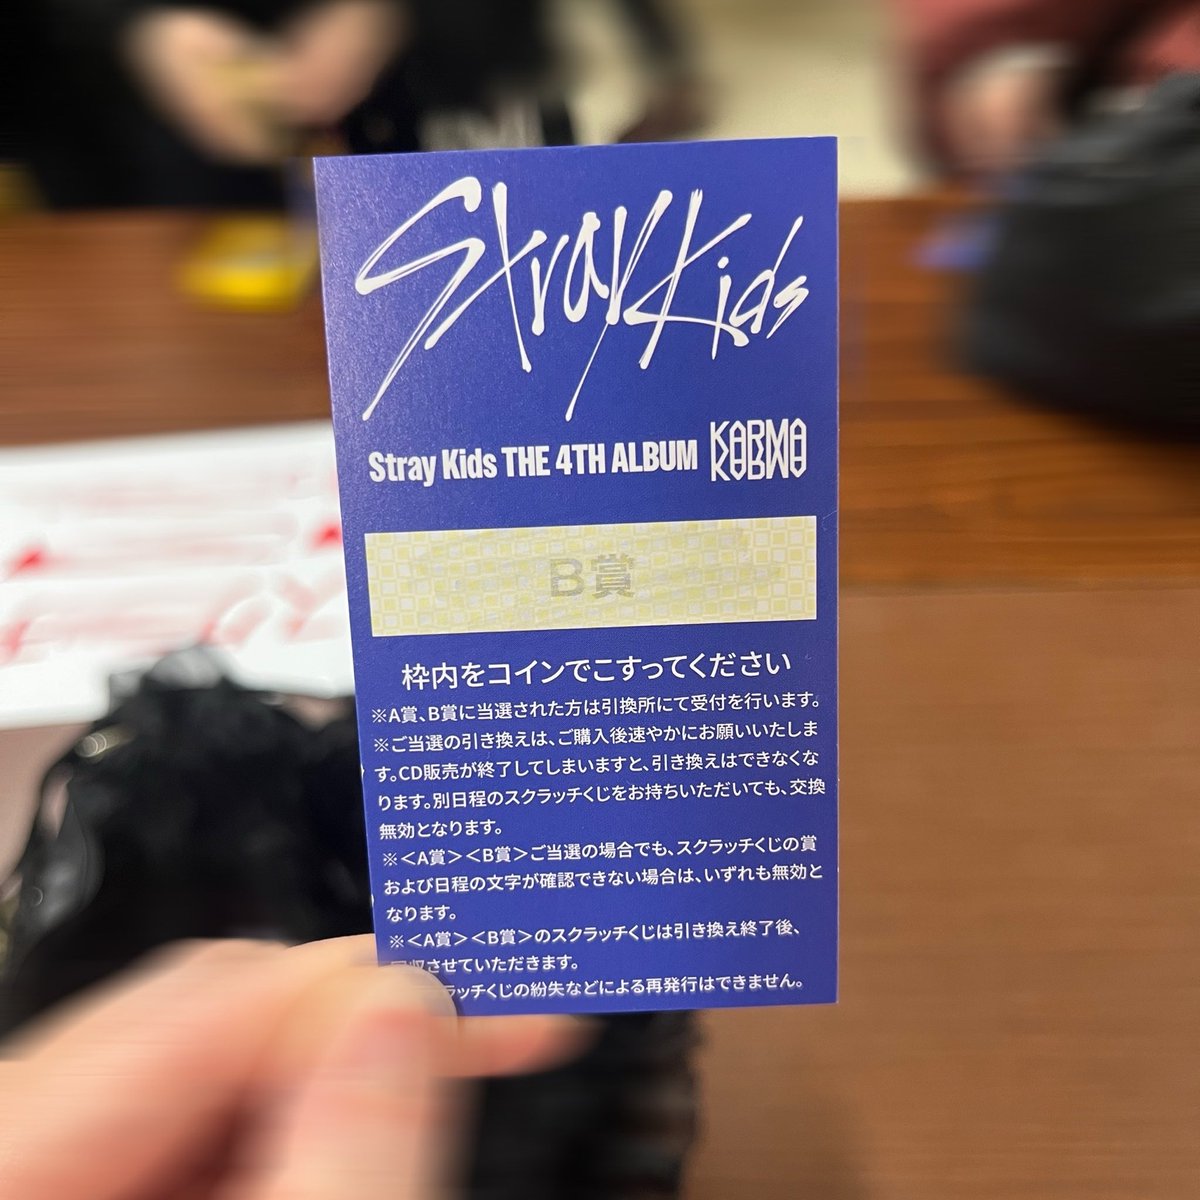 Stray Kids
Stray Kids THE 4TH ALBUM KARMA
B賞
枠内をコインでこすってください
※A賞、B賞に当選された方は引換所にて受付を行います。
※ご当選の引き換えは、ご購入後速やかにお願いいたしま
す。CD販売が終了してしまいますと、引き換えはできなくな
ります。別日程のスクラッチくじをお持ちいただいても、交換
無効となります。
※＜A賞＞＜B賞＞ご当選の場合でも、スクラッチくじの賞
および日程の文字が確認できない場合は、いずれも無効と
なります。
※＜A賞＞＜B賞＞のスクラッチくじは引き換え終了後、
回収させていただきます。
ラッチくじの紛失などによる再発行はできません。